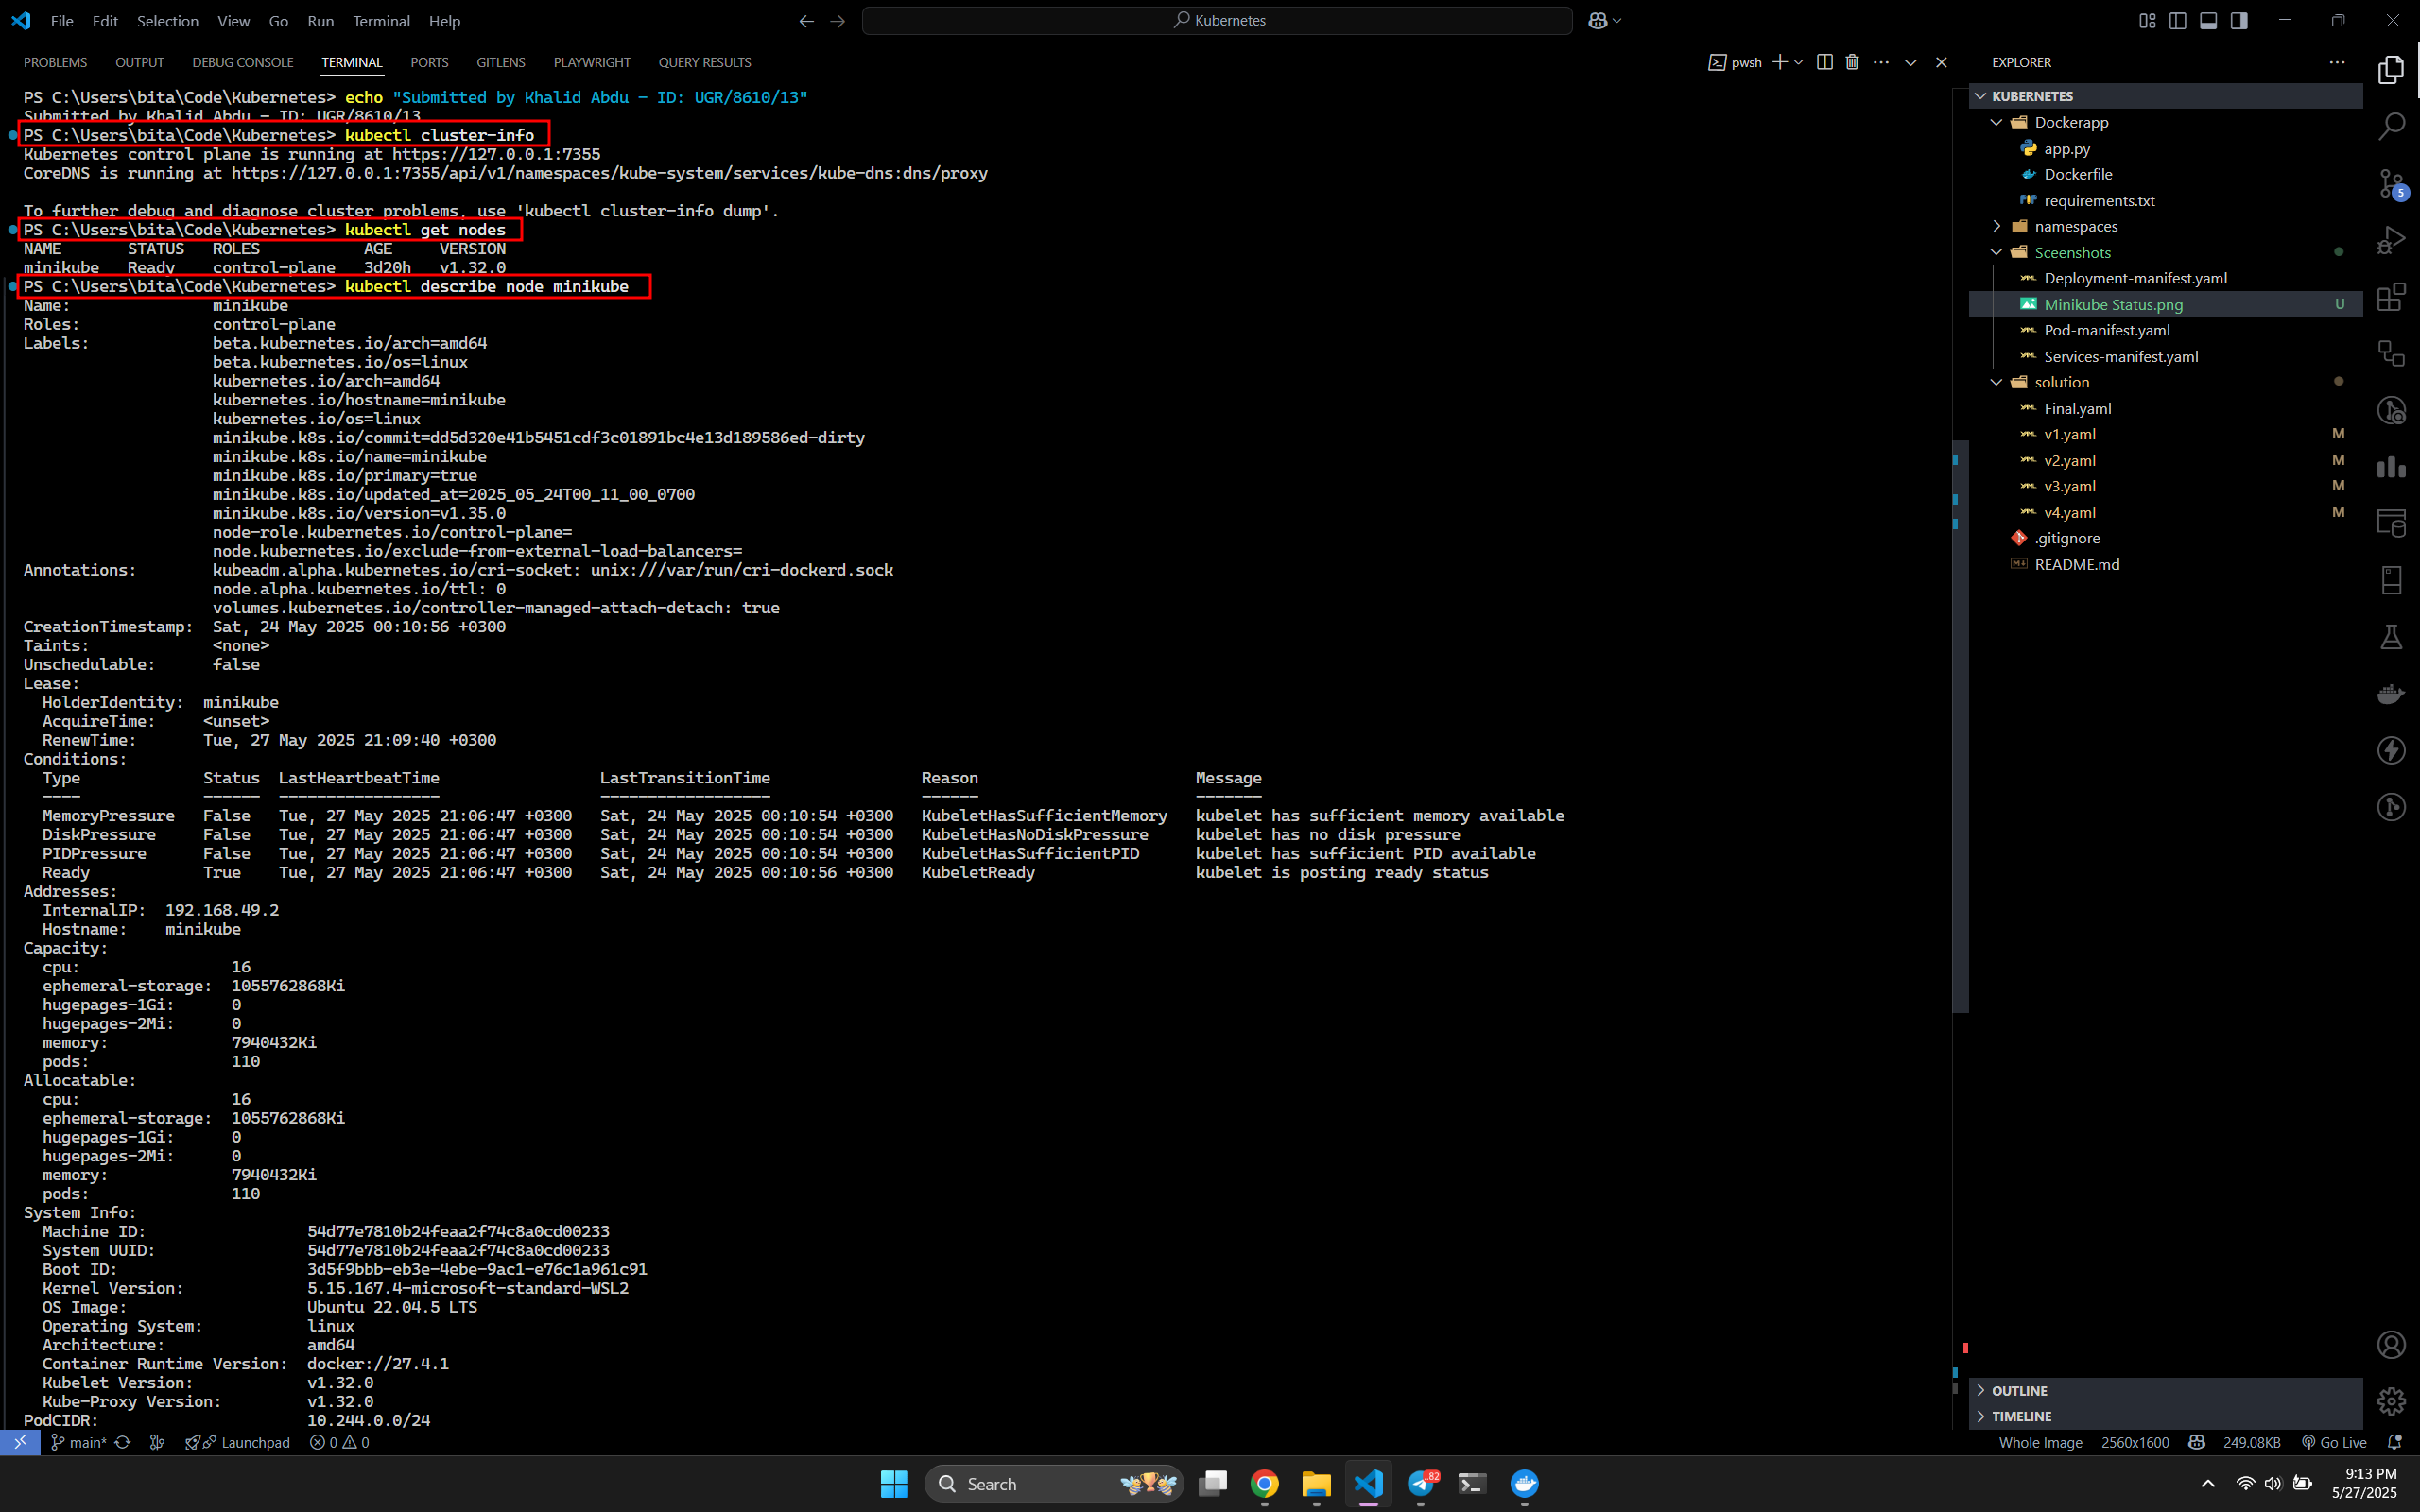 File Edit Selection View Go Run Terminal Help
Kubernetes
PROBLEMS OUTPUT DEBUG CONSOLE TERMINAL PORTS GITLENS PLAYWRIGHT QUERY RESULTS
pwsh
PS C:\Users\bita\Code\Kubernetes> echo "Submitted by Khalid Abdu - ID: UGR/8610/13"
Submitted by Khalid Abdu - ID: UGR/8610/13
PS C:\Users\bita\Code\Kubernetes> kubectl cluster-info
Kubernetes control plane is running at https://127.0.0.1:7355
CoreDNS is running at https://127.0.0.1:7355/api/v1/namespaces/kube-system/services/kube-dns:dns/proxy
To further debug and diagnose cluster problems, use 'kubectl cluster-info dump'.
PS C:\Users\bita\Code\Kubernetes> kubectl get nodes
NAME STATUS ROLES AGE VERSION
minikube Ready control-plane 3d20h v1.32.0
PS C:\Users\bita\Code\Kubernetes> kubectl describe node minikube
Name: minikube
Roles: control-plane
Labels: beta.kubernetes.io/arch=amd64
beta.kubernetes.io/os=linux
kubernetes.io/arch=amd64
kubernetes.io/hostname=minikube
kubernetes.io/os=linux
minikube.k8s.io/commit=dd5d320e41b5451cdf3c01891bc4e13d189586ed-dirty
minikube.k8s.io/name=minikube
minikube.k8s.io/primary=true
minikube.k8s.io/updated_at=2025_05_24T00_11_00_0700
minikube.k8s.io/version=v1.35.0
node-role.kubernetes.io/control-plane=
node.kubernetes.io/exclude-from-external-load-balancers=
Annotations: kubeadm.alpha.kubernetes.io/cri-socket: unix:///var/run/cri-dockerd.sock
node.alpha.kubernetes.io/ttl: 0
volumes.kubernetes.io/controller-managed-attach-detach: true
CreationTimestamp: Sat, 24 May 2025 00:10:56 +0300
Taints: <none>
Unschedulable: false
Lease:
HolderIdentity: minikube
AcquireTime: <unset>
RenewTime: Tue, 27 May 2025 21:09:40 +0300
Conditions:
Type Status LastHeartbeatTime LastTransitionTime Reason Message
---- ------ ----------------- ------------------ ------ -------
MemoryPressure False Tue, 27 May 2025 21:06:47 +0300 Sat, 24 May 2025 00:10:54 +0300 KubeletHasSufficientMemory kubelet has sufficient memory available
DiskPressure False Tue, 27 May 2025 21:06:47 +0300 Sat, 24 May 2025 00:10:54 +0300 KubeletHasNoDiskPressure kubelet has no disk pressure
PIDPressure False Tue, 27 May 2025 21:06:47 +0300 Sat, 24 May 2025 00:10:54 +0300 KubeletHasSufficientPID kubelet has sufficient PID available
Ready True Tue, 27 May 2025 21:06:47 +0300 Sat, 24 May 2025 00:10:56 +0300 KubeletReady kubelet is posting ready status
Addresses:
InternalIP: 192.168.49.2
Hostname: minikube
Capacity:
cpu: 16
ephemeral-storage: 1055762868Ki
hugepages-1Gi: 0
hugepages-2Mi: 0
memory: 7940432Ki
pods: 110
Allocatable:
cpu: 16
ephemeral-storage: 1055762868Ki
hugepages-1Gi: 0
hugepages-2Mi: 0
memory: 7940432Ki
pods: 110
System Info:
Machine ID: 54d77e7810b24feaa2f74c8a0cd00233
System UUID: 54d77e7810b24feaa2f74c8a0cd00233
Boot ID: 3d5f9bbb-eb3e-4ebe-9ac1-e76c1a961c91
Kernel Version: 5.15.167.4-microsoft-standard-WSL2
OS Image: Ubuntu 22.04.5 LTS
Operating System: linux
Architecture: amd64
Container Runtime Version: docker://27.4.1
Kubelet Version: v1.32.0
Kube-Proxy Version: v1.32.0
PodCIDR: 10.244.0.0/24
EXPLORER
KUBERNETES
Dockerapp
app.py
Dockerfile
requirements.txt
namespaces
Sceenshots
Deployment-manifest.yaml
Minikube Status.png U
Pod-manifest.yaml
Services-manifest.yaml
solution
Final.yaml
v1.yaml M
v2.yaml M
v3.yaml M
v4.yaml M
.gitignore
README.md
5
OUTLINE
TIMELINE
main* Launchpad 0 0
Whole Image 2560x1600 249.08KB Go Live
Search
82
9:13 PM
5/27/2025